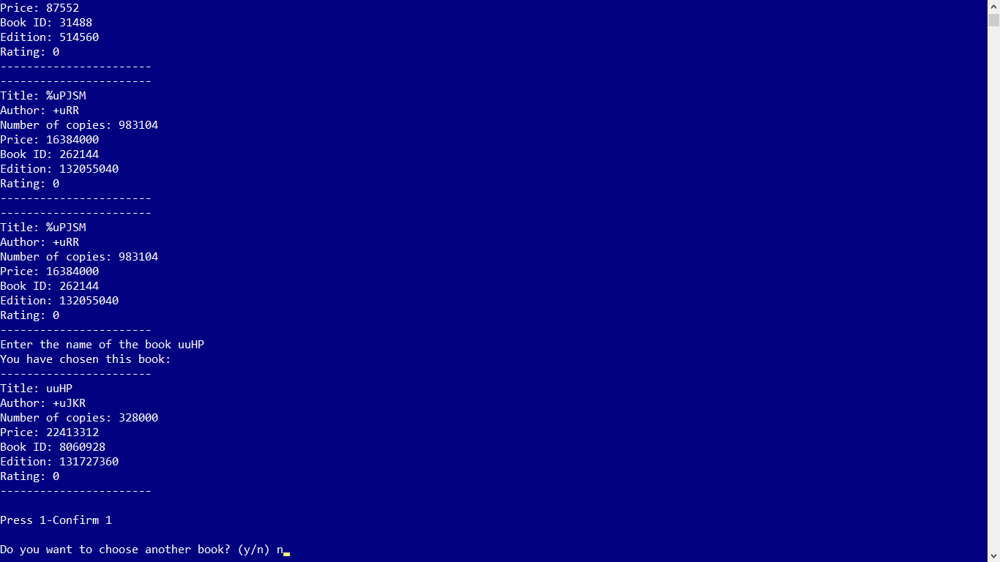 Price: 87552
Book ID: 31488
Edition: 514560
Rating: 0
-----------------------
-----------------------
Title: %uPJSM
Author: +uRR
Number of copies: 983104
Price: 16384000
Book ID: 262144
Edition: 132055040
Rating: 0
-----------------------
-----------------------
Title: %uPJSM
Author: +uRR
Number of copies: 983104
Price: 16384000
Book ID: 262144
Edition: 132055040
Rating: 0
-----------------------
Enter the name of the book uuHP
You have chosen this book:
-----------------------
Title: uuHP
Author: +uJKR
Number of copies: 328000
Price: 22413312
Book ID: 8060928
Edition: 131727360
Rating: 0
-----------------------
Press 1-Confirm 1
Do you want to choose another book? (y/n) n